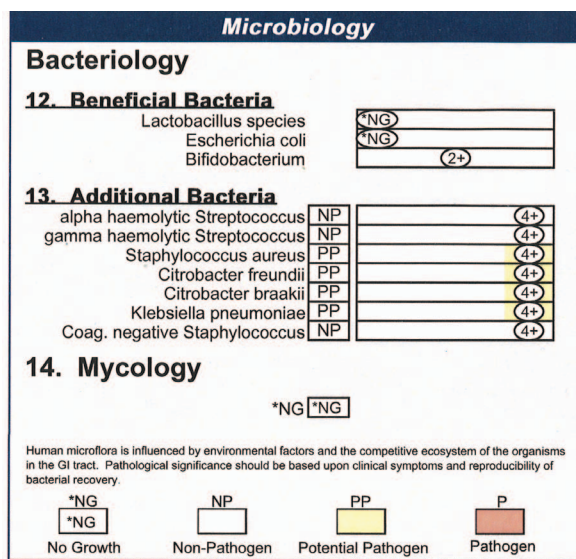 Microbiology
Bacteriology
12. Beneficial Bacteria
Lactobacillus species *NG
Escherichia coli *NG
Bifidobacterium 2+
13. Additional Bacteria
alpha haemolytic Streptococcus NP 4+
gamma haemolytic Streptococcus NP 4+
Staphylococcus aureus PP 4+
Citrobacter freundii PP 4+
Citrobacter braakii PP 4+
Klebsiella pneumoniae PP 4+
Coag. negative Staphylococcus NP 4+
14. Mycology
*NG *NG
Human microflora is influenced by environmental factors and the competitive ecosystem of the organisms
in the GI tract. Pathological significance should be based upon clinical symptoms and reproducibility of
bacterial recovery.
*NG NP PP P
*NG
No Growth Non-Pathogen Potential Pathogen Pathogen